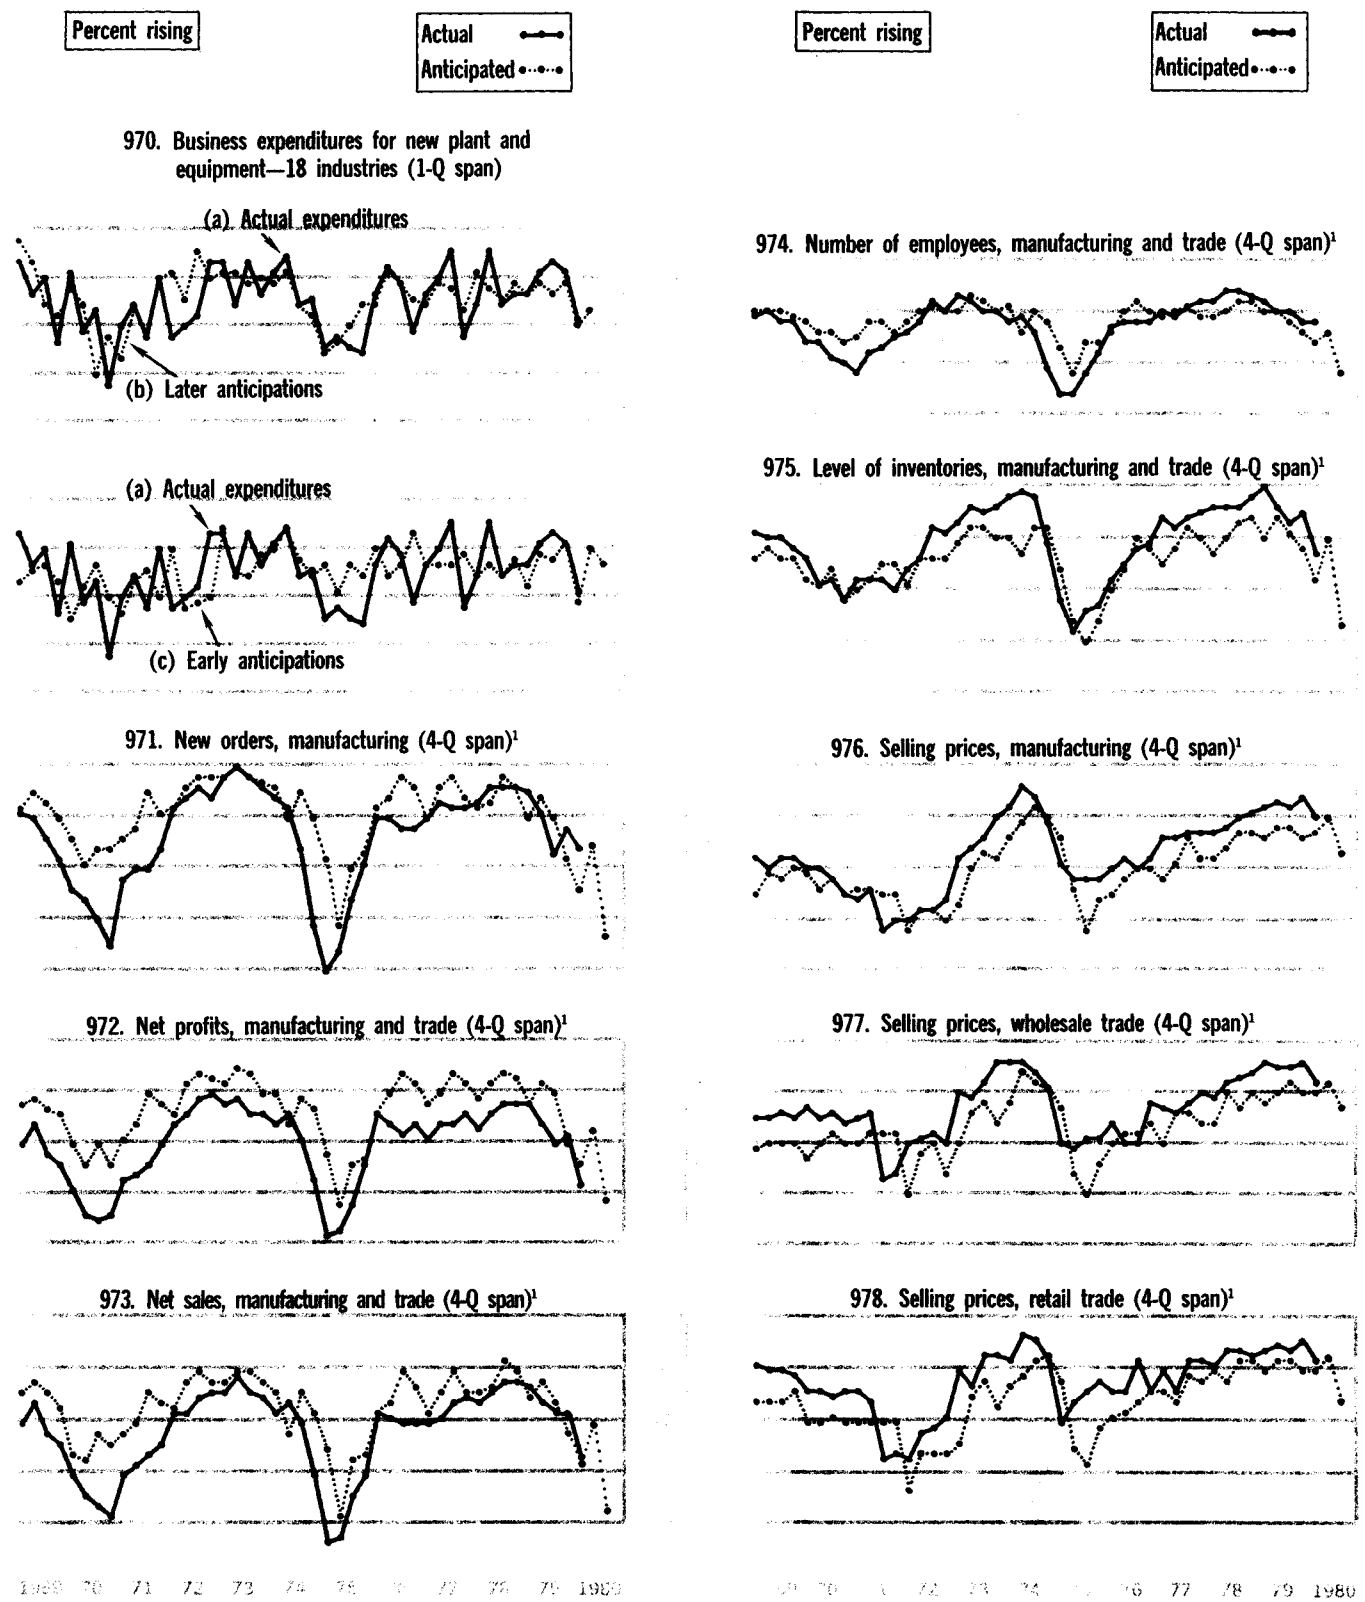 Percent rising
Actual
Anticipated
970. Business expenditures for new plant and
equipment—18 industries (1-Q span)
(a) Actual expenditures
(b) Later anticipations
(a) Actual expenditures
(c) Early anticipations
971. New orders, manufacturing (4-Q span)¹
972. Net profits, manufacturing and trade (4-Q span)¹
973. Net sales, manufacturing and trade (4-Q span)¹
70 71 72 73 74 77 79 1980
Percent rising
Actual
Anticipated
974. Number of employees, manufacturing and trade (4-Q span)¹
975. Level of inventories, manufacturing and trade (4-Q span)¹
976. Selling prices, manufacturing (4-Q span)¹
977. Selling prices, wholesale trade (4-Q span)¹
978. Selling prices, retail trade (4-Q span)¹
72 73 74 76 77 78 79 1980